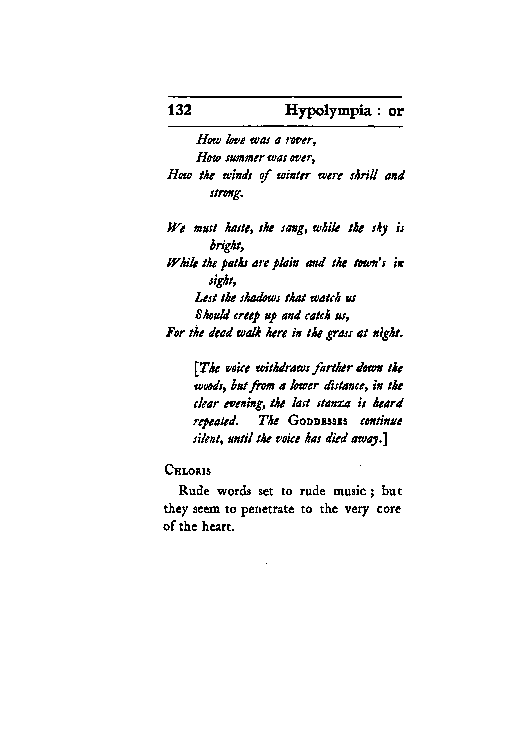 132 Hypolympia : or
How love was a rover,
How summer was over,
How the winds of winter were shrill and
strong.
We must haste, she sang, while the sky is
bright,
While the paths are plain and the town's in
sight,
Lest the shadows that watch us
Should creep up and catch us,
For the dead walk here in the grass at night.
[The voice withdraws farther down the
woods, but from a lower distance, in the
clear evening, the last stanza is heard
repeated. The GODDESSES continue
silent, until the voice has died away.]
CHLORIS
Rude words set to rude music ; but
they seem to penetrate to the very core
of the heart.